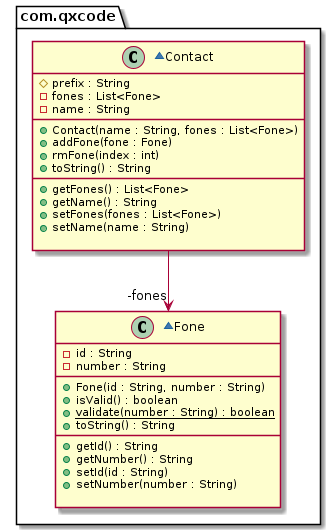 com.qxcode
C Contact
prefix : String
fones : List<Fone>
name : String
Contact(name : String, fones : List<Fone>)
addFone(fone : Fone)
rmFone(index : int)
toString() : String
getFones() : List<Fone>
getName() : String
setFones(fones : List<Fone>)
setName(name : String)
-fones
C Fone
id : String
number : String
Fone(id : String, number : String)
isValid() : boolean
validate(number : String) : boolean
toString() : String
getId() : String
getNumber() : String
setId(id : String)
setNumber(number : String)